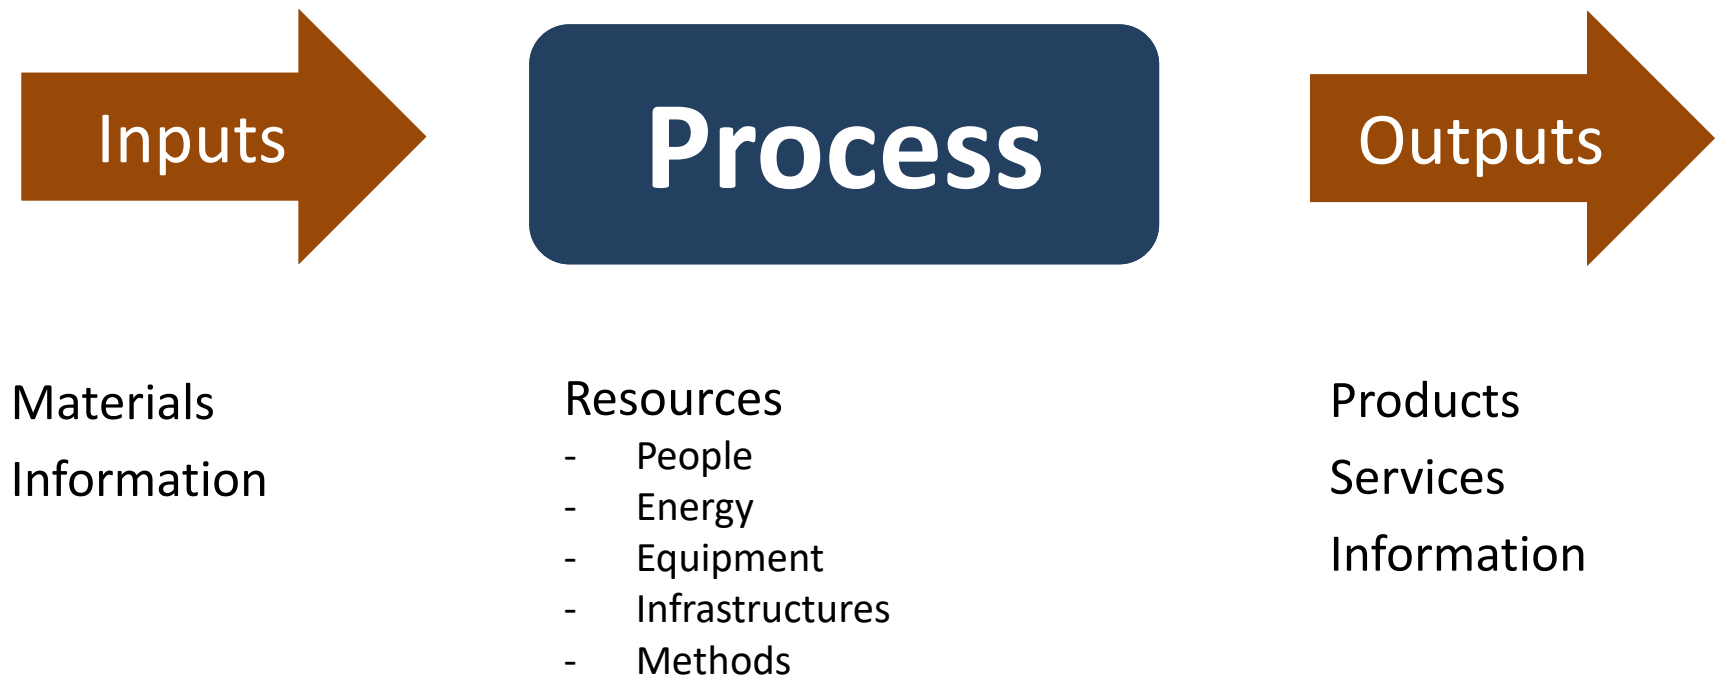 Inputs
Process
Outputs
Materials
Information
Resources
- People
- Energy
- Equipment
- Infrastructures
- Methods
Products
Services
Information